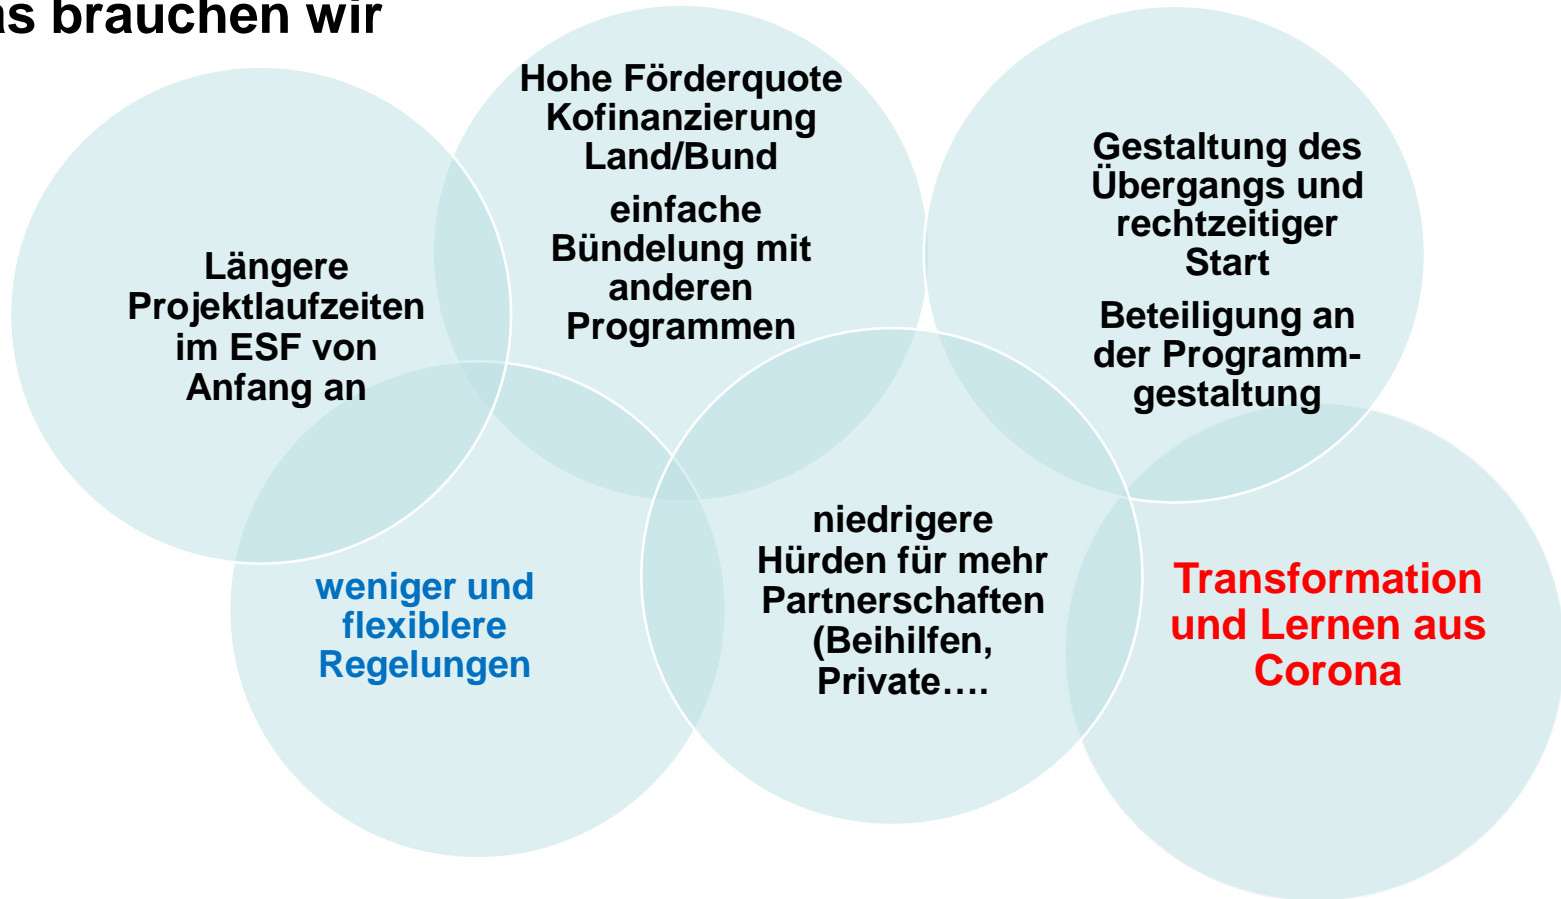 as brauchen wir
Hohe Förderquote
Kofinanzierung
Land/Bund
einfache
Bündelung mit
anderen
Programmen
Gestaltung des
Übergangs und
rechtzeitiger
Start
Beteiligung an
der Programm-
gestaltung
Längere
Projektlaufzeiten
im ESF von
Anfang an
weniger und
flexiblere
Regelungen
niedrigere
Hürden für mehr
Partnerschaften
(Beihilfen,
Private….
Transformation
und Lernen aus
Corona